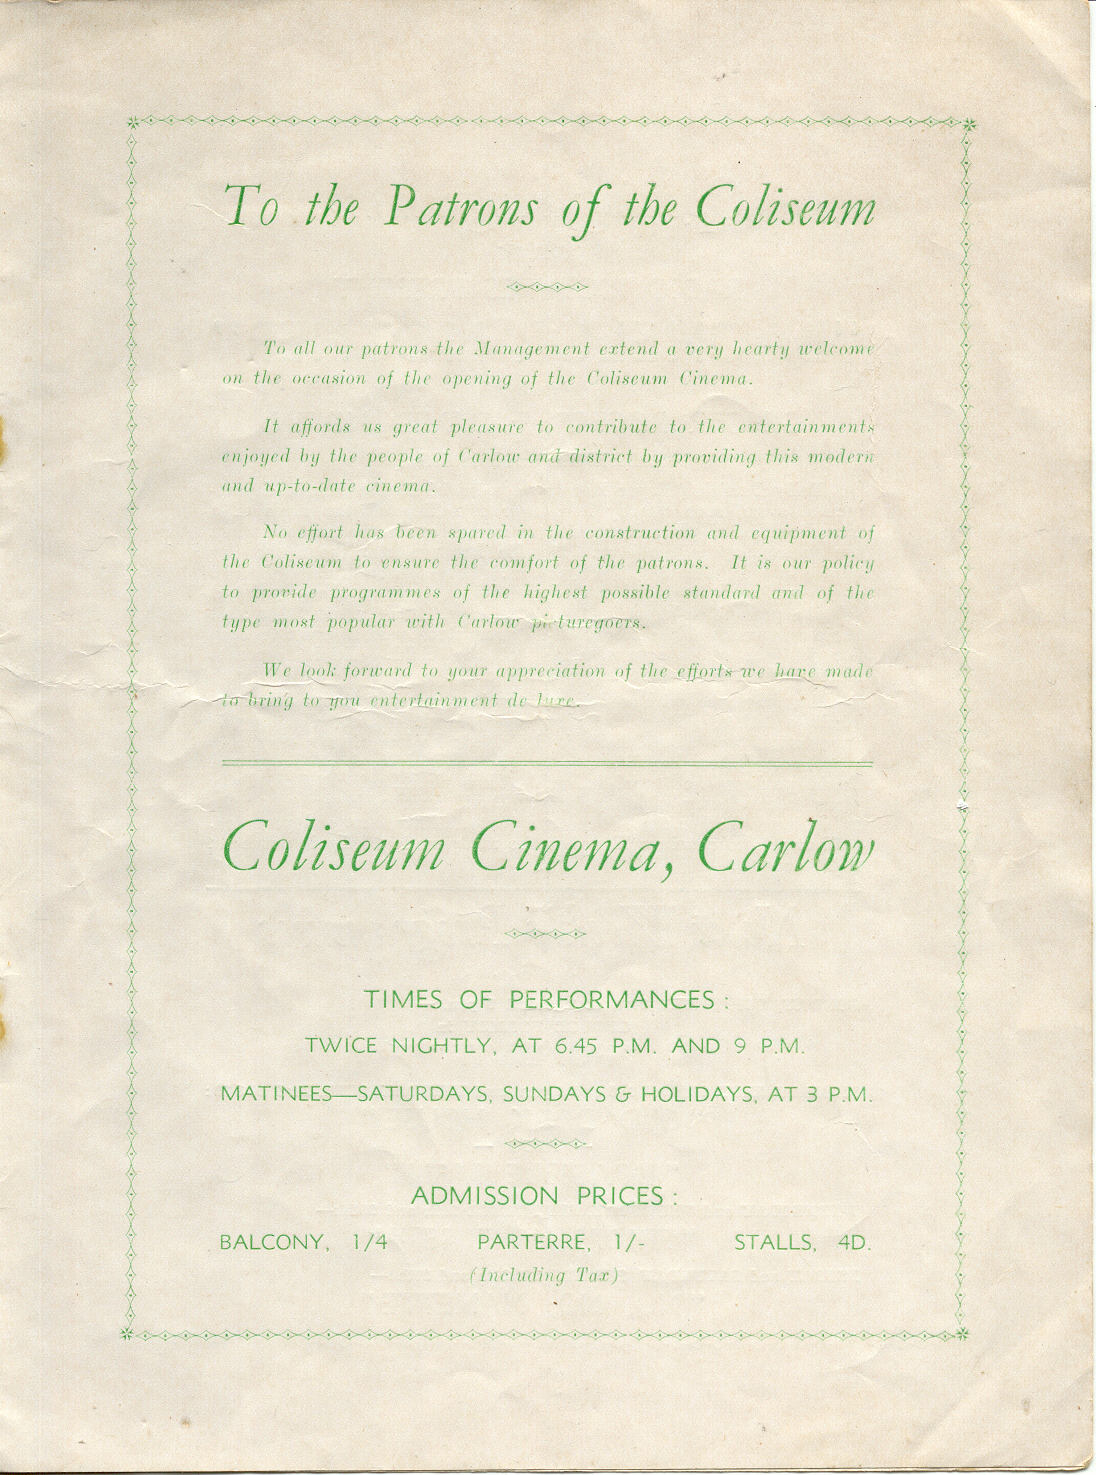 To the Patrons of the Coliseum
To all our patrons the Management extend a very hearty welcome
on the occasion of the opening of the Coliseum Cinema.
It affords us great pleasure to contribute to the entertainments
enjoyed by the people of Carlow and district by providing this modern
and up-to-date cinema.
No effort has been spared in the construction and equipment of
the Coliseum to ensure the comfort of the patrons. It is our policy
to provide programmes of the highest possible standard and of the
type most popular with Carlow picturegoers.
We look forward to your appreciation of the efforts we have made
to bring to you entertainment de luxe.
Coliseum Cinema, Carlow
TIMES OF PERFORMANCES :
TWICE NIGHTLY, AT 6.45 P.M. AND 9 P.M.
MATINEES—SATURDAYS, SUNDAYS & HOLIDAYS, AT 3 P.M.
ADMISSION PRICES :
BALCONY, 1/4 PARTERRE, 1/- STALLS, 4D.
(Including Tax)